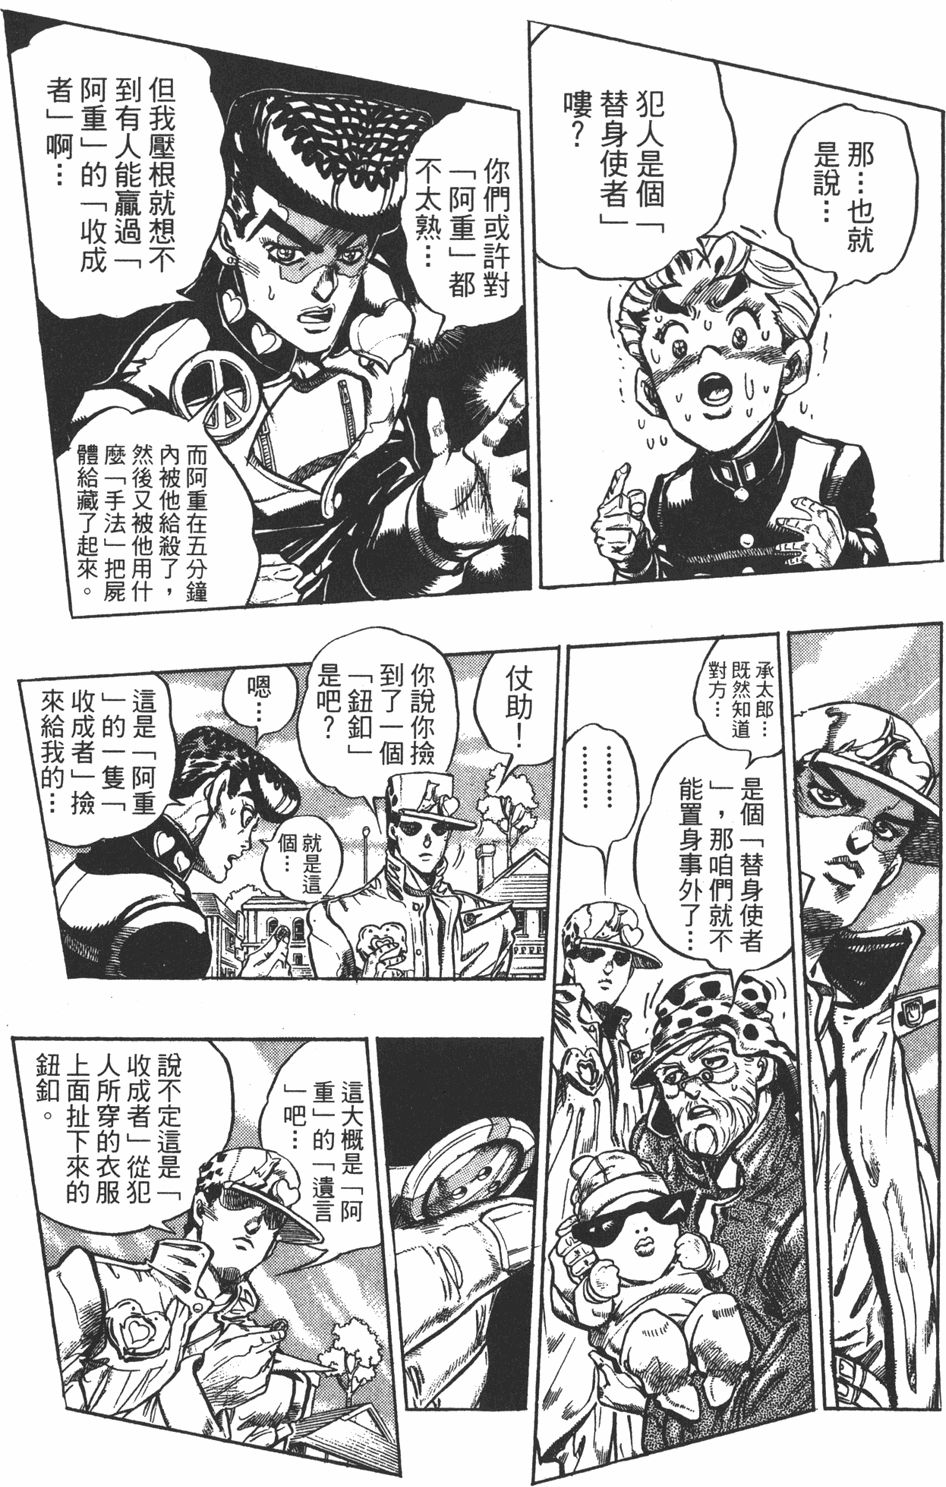 那…也就
是說…
犯人是個「
替身使者」
嘍？
你們或許對
「阿重」都
不太熟…
但我壓根就想不
到有人能贏過「
阿重」的「收成
者」啊…
而阿重在五分鐘
內被他給殺了，
然後又被他用什
麼「手法」把屍
體給藏了起來。
承太郎…
既然知道
對方…
是個「替身使者
」，那咱們就不
能置身事外了…
………
………
仗助！
你說你撿
到了一個
「鈕釦」
是吧？
嗯…
就是這
個…
這是「阿重
」的一隻「
收成者」撿
來給我的…
這大概是「阿
重」的「遺言
」吧…
說不定這是「
收成者」從犯
人所穿的衣服
上面扯下來的
鈕釦。